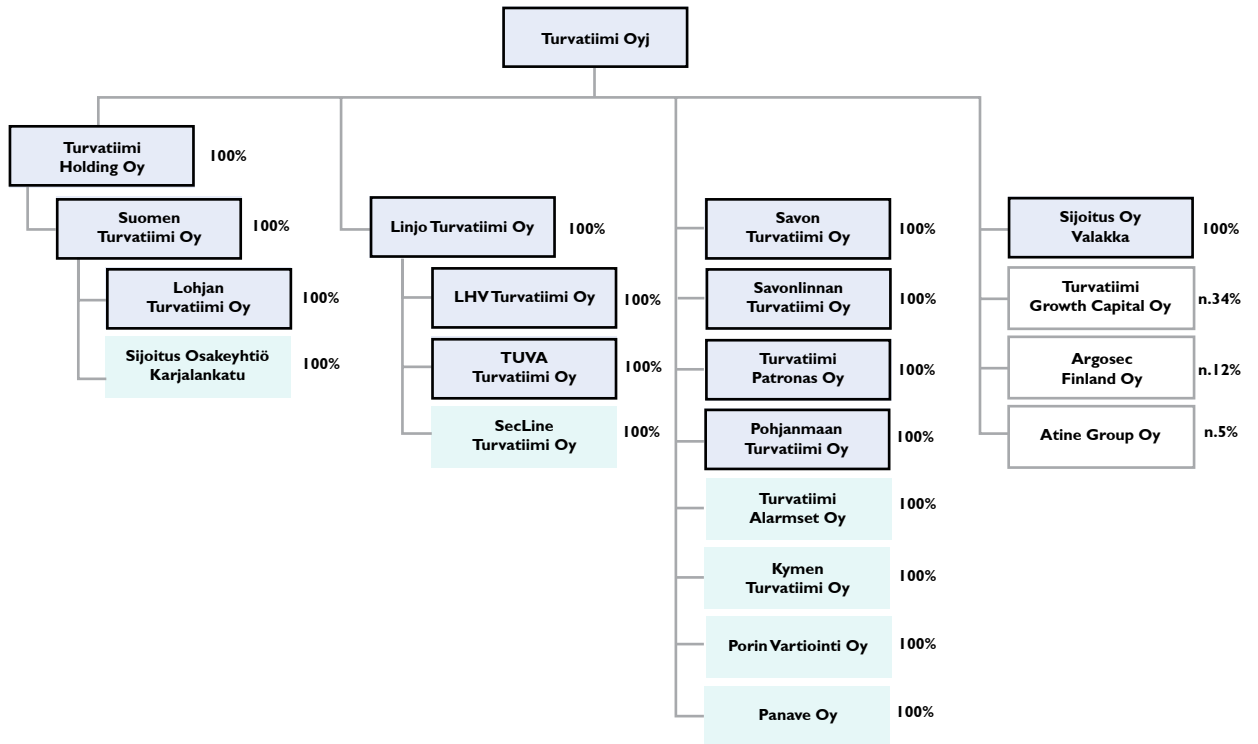 Turvatiimi Oyj
Turvatiimi
Holding Oy
100%
Suomen
Turvatiimi Oy
100%
Lohjan
Turvatiimi Oy
100%
Sijoitus Osakeyhtiö
Karjalankatu
100%
Linjo Turvatiimi Oy
100%
LHV Turvatiimi Oy
100%
TUVA
Turvatiimi Oy
100%
SecLine
Turvatiimi Oy
100%
Savon
Turvatiimi Oy
100%
Savonlinnan
Turvatiimi Oy
100%
Turvatiimi
Patronas Oy
100%
Pohjanmaan
Turvatiimi Oy
100%
Turvatiimi
Alarmset Oy
100%
Kymen
Turvatiimi Oy
100%
Porin Vartiointi Oy
100%
Panave Oy
100%
Sijoitus Oy
Valakka
100%
Turvatiimi
Growth Capital Oy
n.34%
Argosec
Finland Oy
n.12%
Atine Group Oy
n.5%